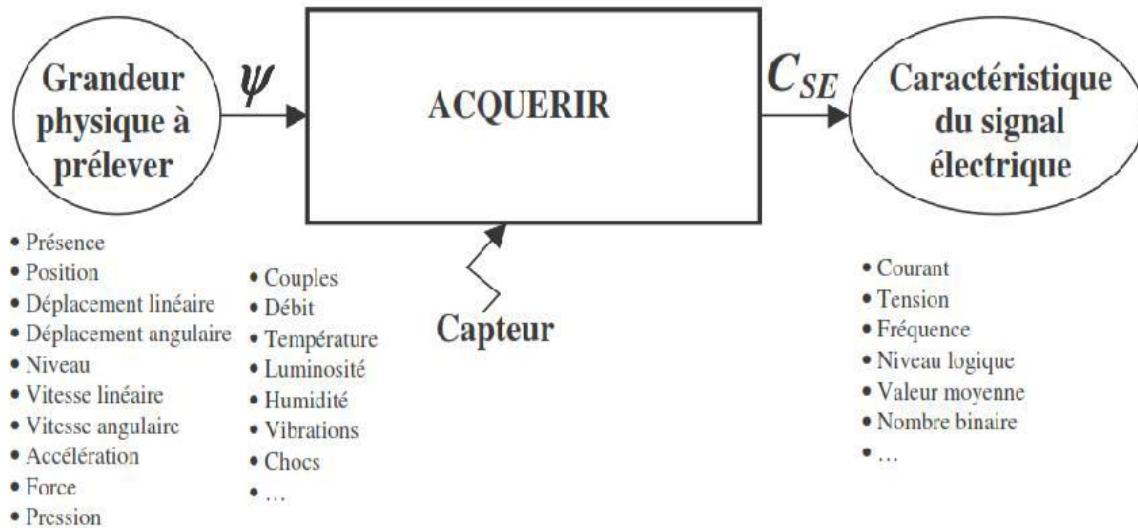 Grandeur
physique à
prélever
ψ
ACQUERIR
C_SE
Caractéristique
du signal
électrique
Capteur
• Présence
• Position
• Déplacement linéaire
• Déplacement angulaire
• Niveau
• Vitesse linéaire
• Vitesse angulaire
• Accélération
• Force
• Pression
• Couples
• Débit
• Température
• Luminosité
• Humidité
• Vibrations
• Chocs
• ...
• Courant
• Tension
• Fréquence
• Niveau logique
• Valeur moyenne
• Nombre binaire
• ...